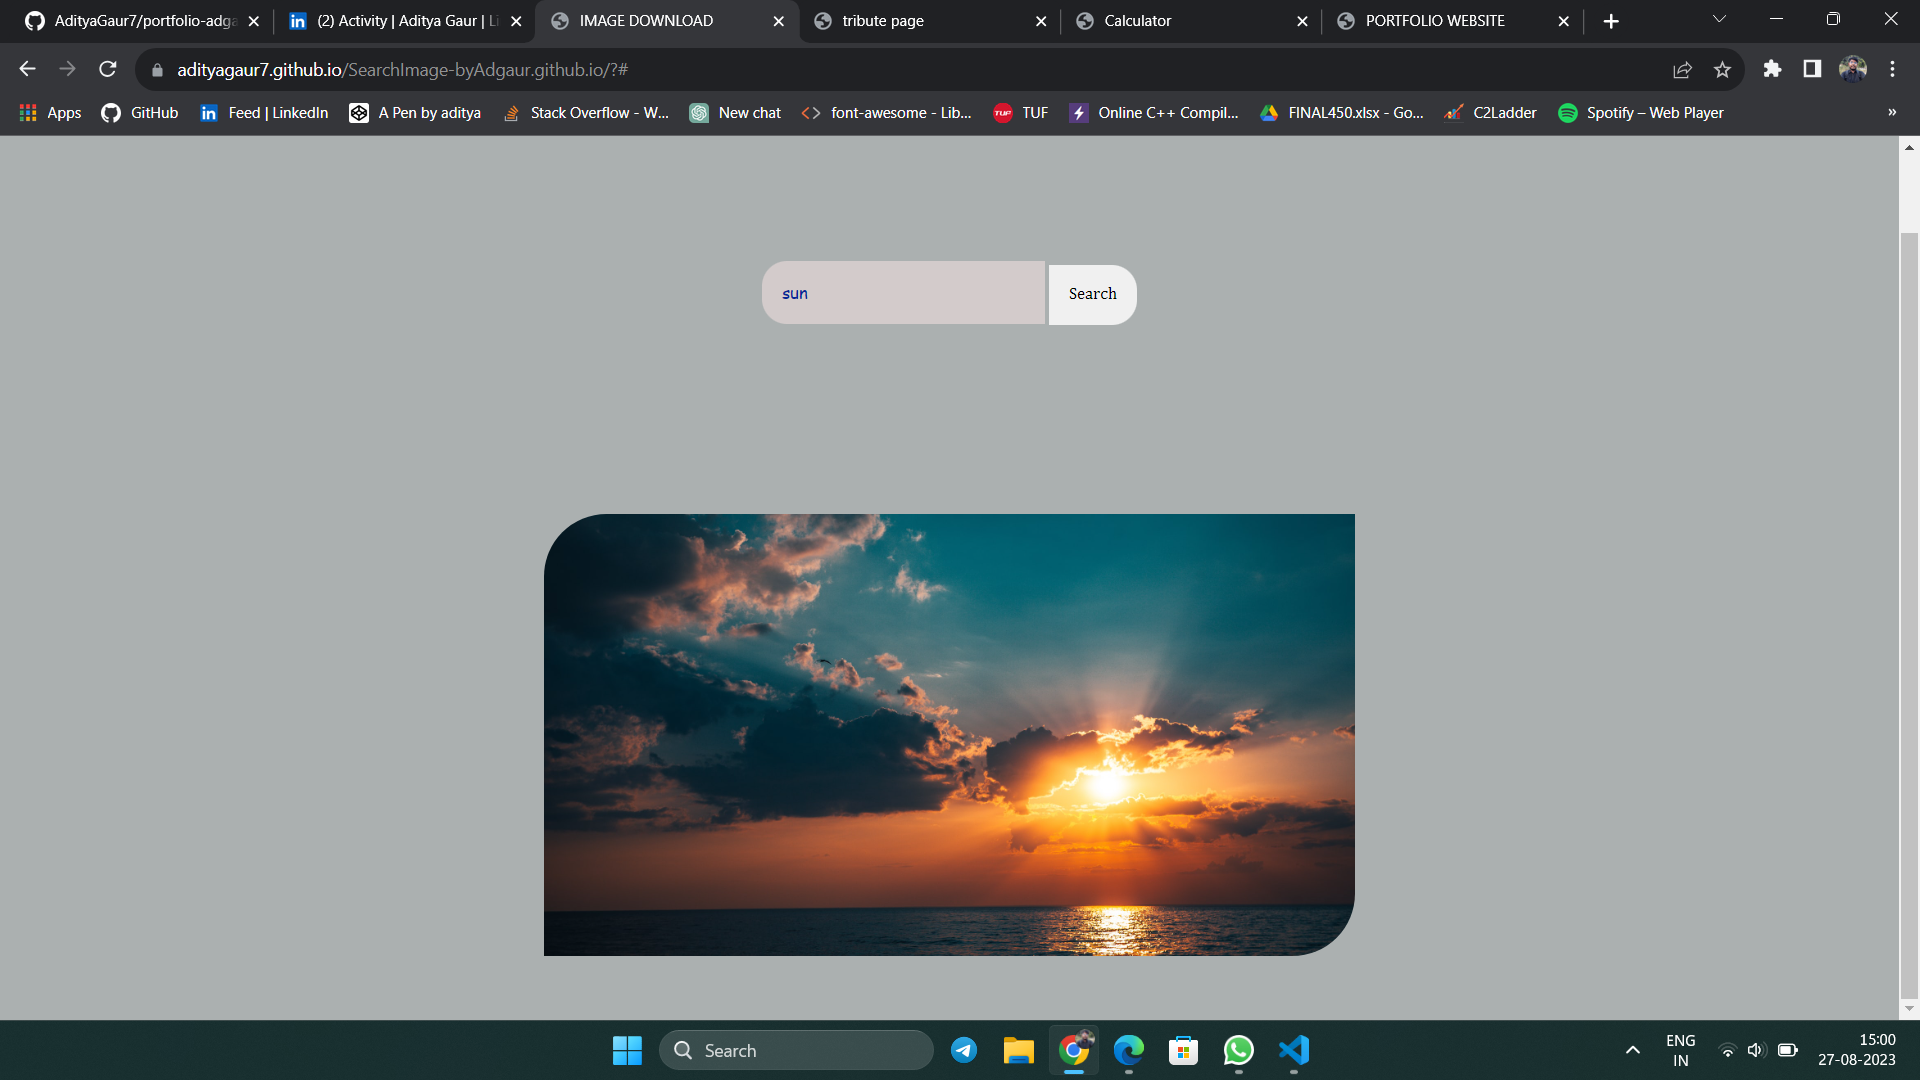 AdityaGaur7/portfolio-adga
(2) Activity | Aditya Gaur | Li
IMAGE DOWNLOAD
tribute page
Calculator
PORTFOLIO WEBSITE
adityagaur7.github.io/SearchImage-byAdgaur.github.io/?#
Apps
GitHub
Feed | LinkedIn
A Pen by aditya
Stack Overflow - W...
New chat
font-awesome - Lib...
TUF
TUF
Online C++ Compil...
FINAL450.xlsx - Go...
C2Ladder
Spotify – Web Player
»
sun
Search
Search
ENG
IN
15:00
27-08-2023